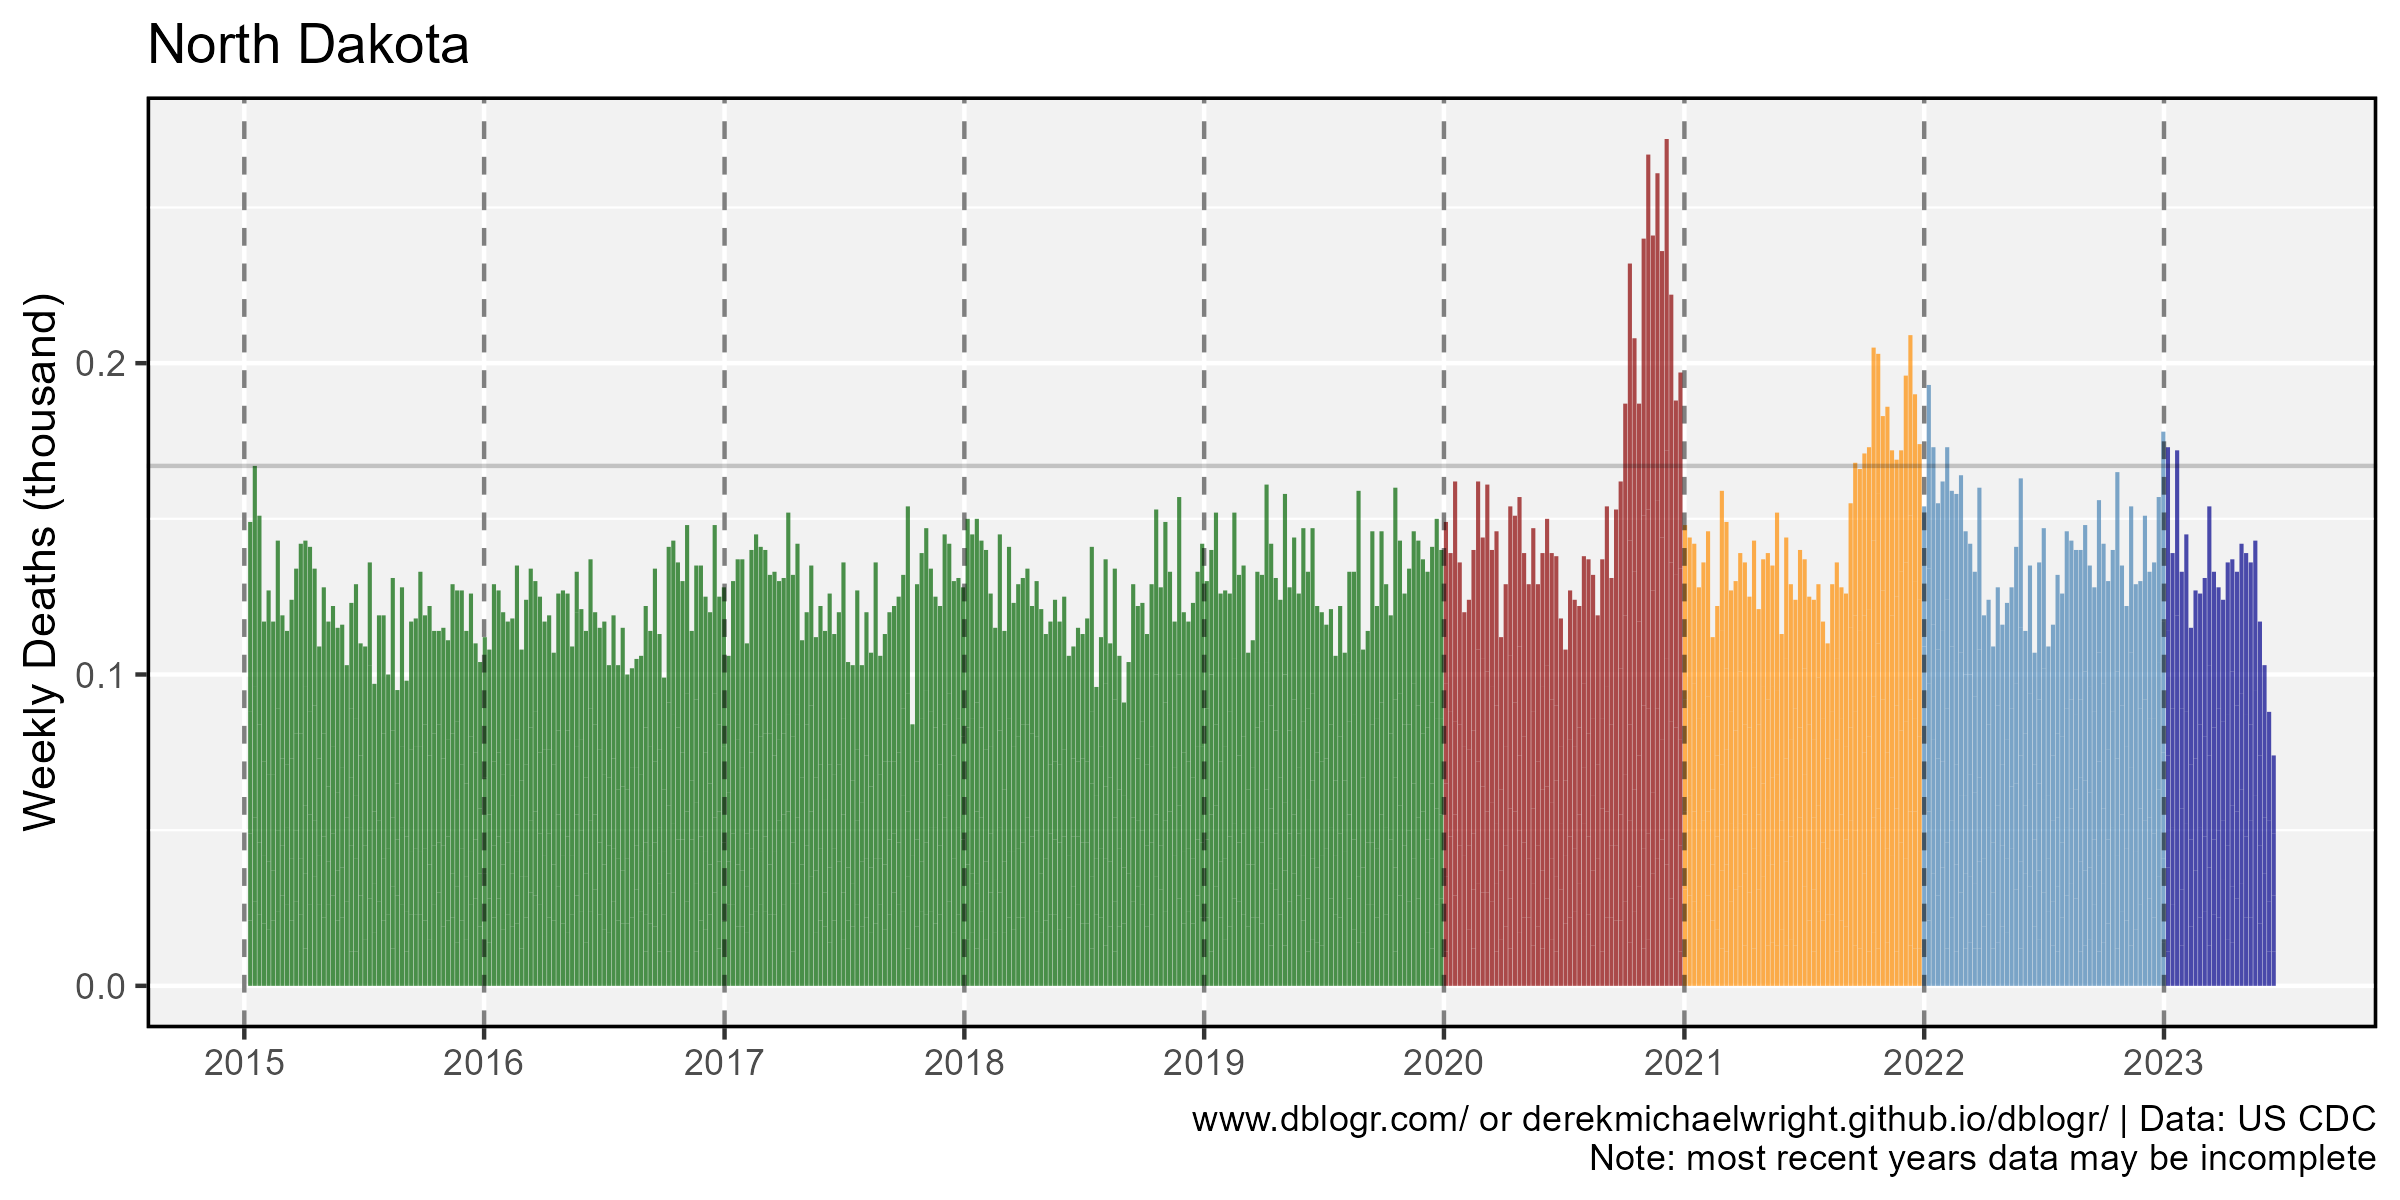 North Dakota
Weekly Deaths (thousand)
0.2
0.1
0.0
2015 2016 2017 2018 2019 2020 2021 2022 2023
www.dblogr.com/ or derekmichaelwright.github.io/dblogr/ | Data: US CDC
Note: most recent years data may be incomplete